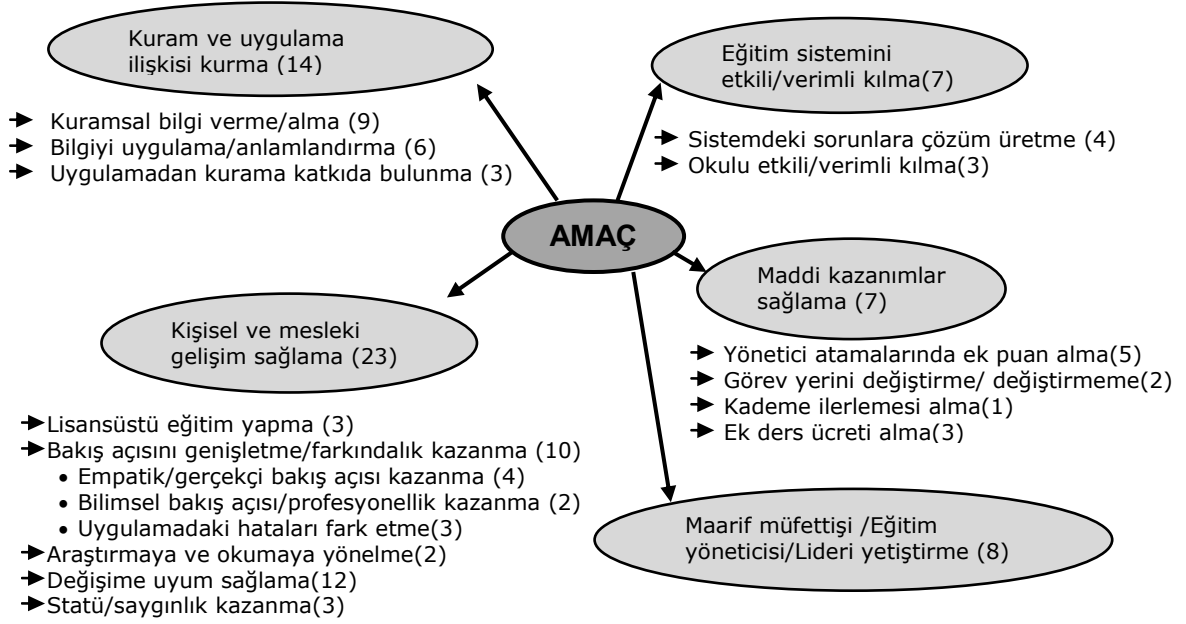 Kuram ve uygulama
ilişkisi kurma (14)
Kuramsal bilgi verme/alma (9)
Bilgiyi uygulama/anlamlandırma (6)
Uygulamadan kurama katkıda bulunma (3)
Eğitim sistemini
etkili/verimli kılma(7)
Sistemdeki sorunlara çözüm üretme (4)
Okulu etkili/verimli kılma(3)
AMAÇ
Maddi kazanımlar
sağlama (7)
Yönetici atamalarında ek puan alma(5)
Görev yerini değiştirme/ değiştirmeme(2)
Kademe ilerlemesi alma(1)
Ek ders ücreti alma(3)
Kişisel ve mesleki
gelişim sağlama (23)
Lisansüstü eğitim yapma (3)
Bakış açısını genişletme/farkındalık kazanma (10)
• Empatik/gerçekçi bakış açısı kazanma (4)
• Bilimsel bakış açısı/profesyonellik kazanma (2)
• Uygulamadaki hataları fark etme(3)
Araştırmaya ve okumaya yönelme(2)
Değişime uyum sağlama(12)
Statü/saygınlık kazanma(3)
Maarif müfettişi /Eğitim
yöneticisi/Lideri yetiştirme (8)